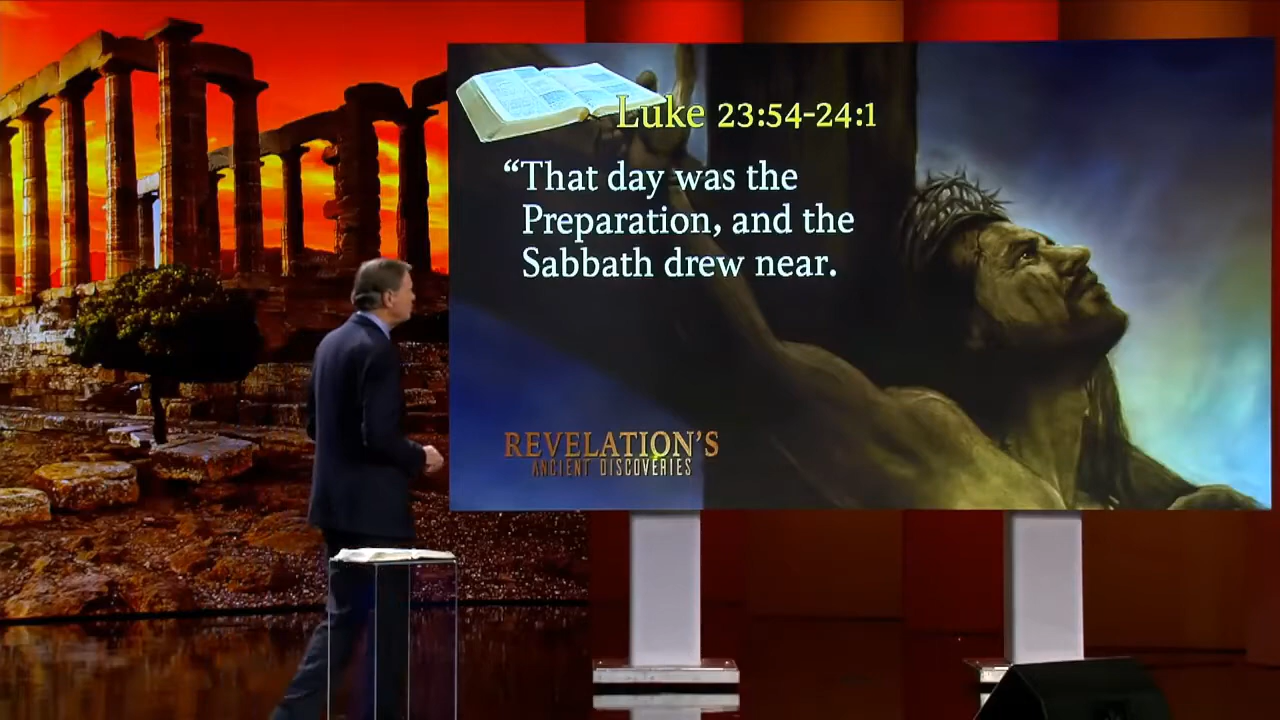 Luke 23:54-24:1
“That day was the
Preparation, and the
Sabbath drew near.
REVELATION’S
ANCIENT DISCOVERIES